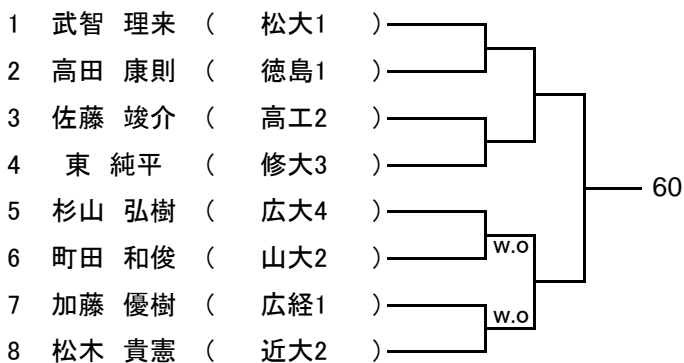 1 武智 理来 ( 松大1 )
2 高田 康則 ( 徳島1 )
3 佐藤 竣介 ( 高工2 )
4 東 純平 ( 修大3 )
60
5 杉山 弘樹 ( 広大4 )
w.o
6 町田 和俊 ( 山大2 )
7 加藤 優樹 ( 広経1 )
w.o
8 松木 貴憲 ( 近大2 )